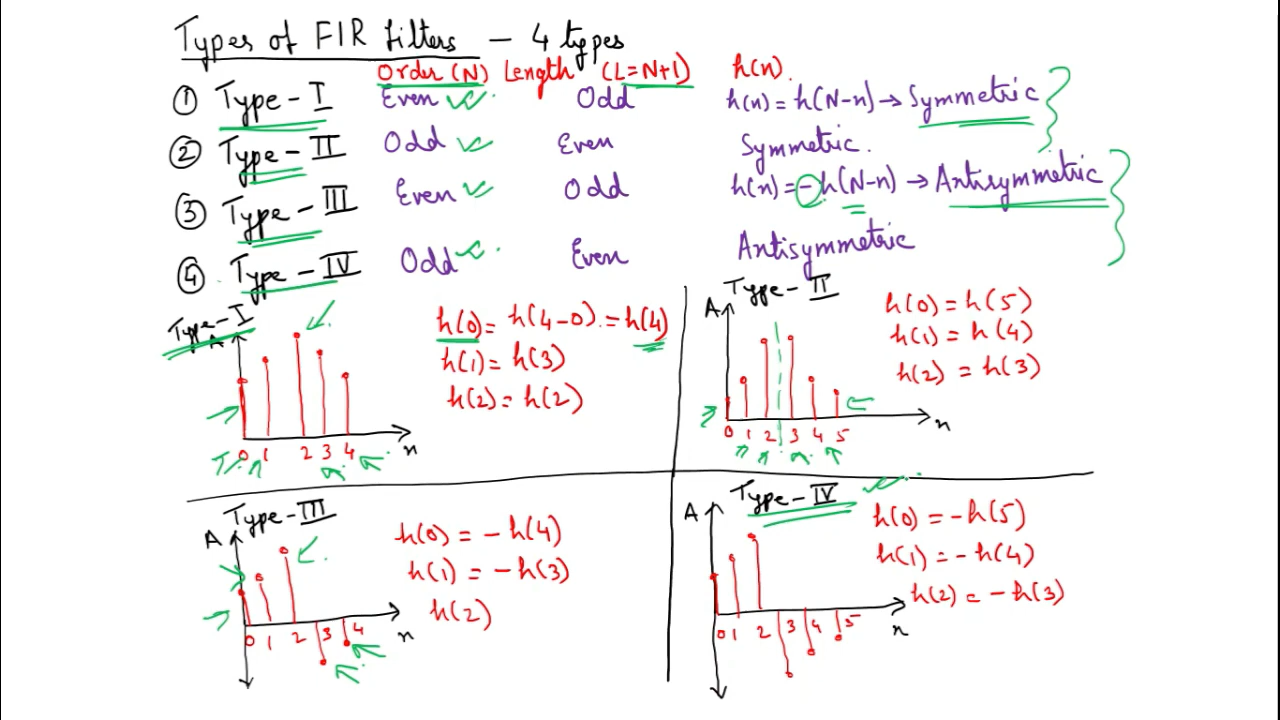 Types of FIR filters – 4 types
Order (N) Length (L=N+1) h(n).
① Type-I Even Odd h(n) = h(N-n) → Symmetric
② Type-II Odd Even Symmetric.
③ Type-III Even Odd h(n) = -h(N-n) → Antisymmetric
④ Type-IV Odd Even Antisymmetric
Type-I
A
h(0) = h(4-0) = h(4)
h(1) = h(3)
h(2) = h(2)
0 1 2 3 4 n
Type-II
A
h(0) = h(5)
h(1) = h(4)
h(2) = h(3)
0 1 2 3 4 5 n
Type-III
A
h(0) = -h(4)
h(1) = -h(3)
h(2)
0 1 2 3 4 n
Type-IV
A
h(0) = -h(5)
h(1) = -h(4)
h(2) = -h(3)
0 1 2 3 4 5 n